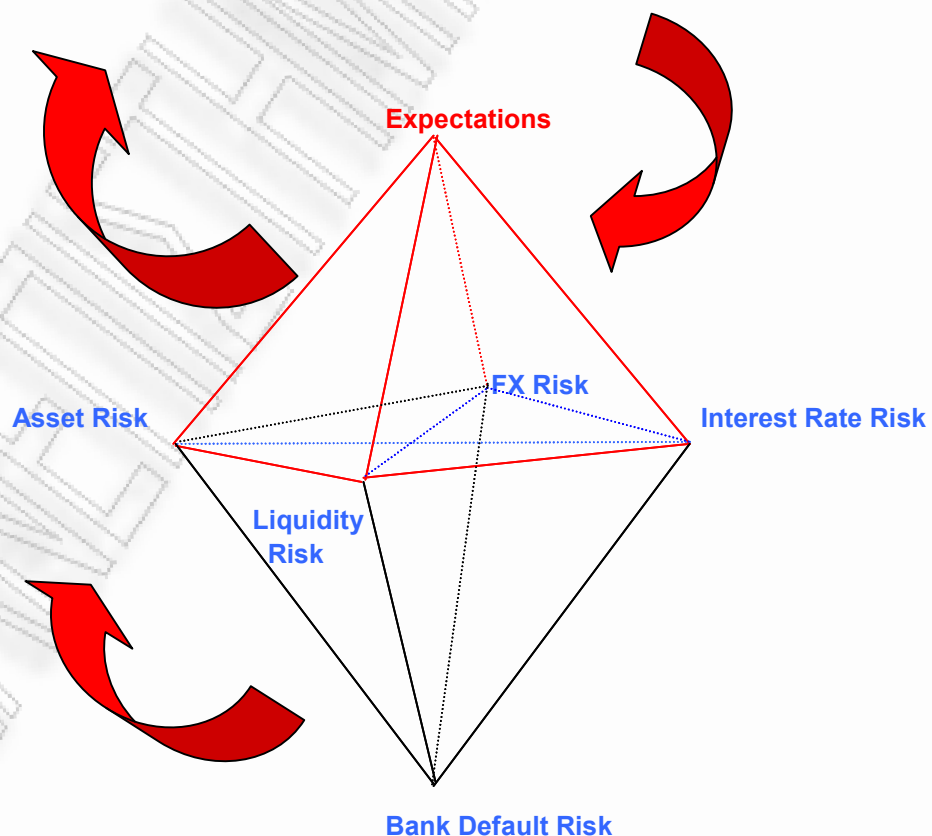 Expectations
FX Risk
Asset Risk
Interest Rate Risk
Liquidity
Risk
Bank Default Risk